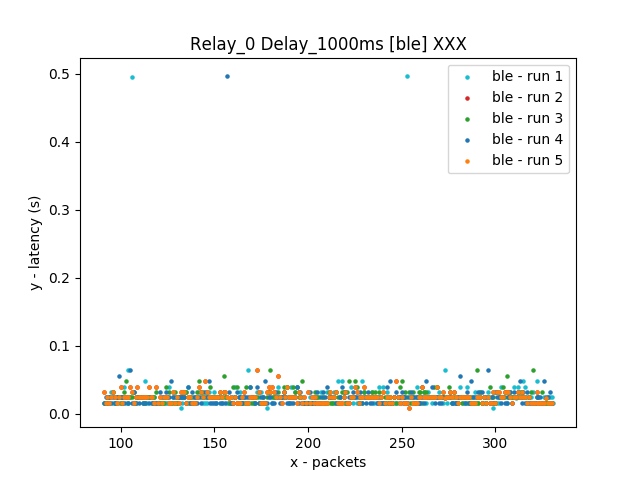 Relay_0 Delay_1000ms [ble] XXX
ble - run 1
ble - run 2
ble - run 3
ble - run 4
ble - run 5
0.5
0.4
0.3
0.2
0.1
0.0
y - latency (s)
100 150 200 250 300
x - packets